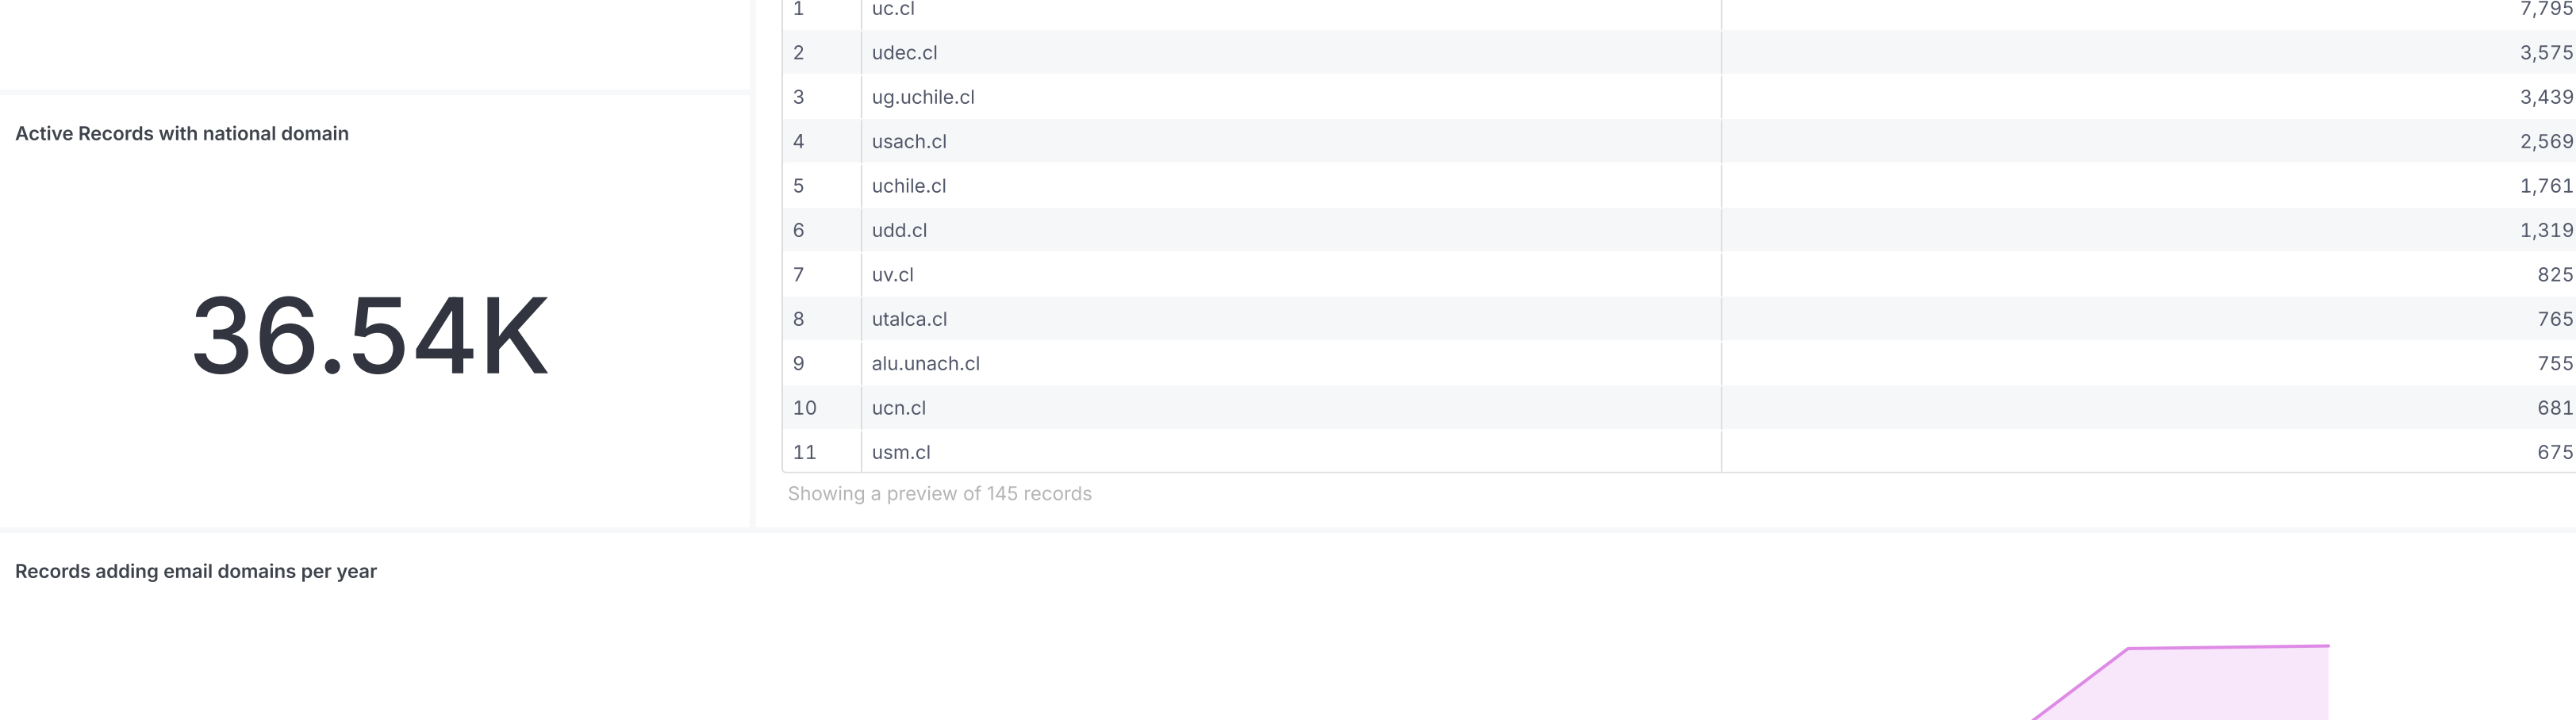 1 uc.cl 7,795
2 udec.cl 3,575
3 ug.uchile.cl 3,439
4 usach.cl 2,569
5 uchile.cl 1,761
6 udd.cl 1,319
7 uv.cl 825
8 utalca.cl 765
9 alu.unach.cl 755
10 ucn.cl 681
11 usm.cl 675
Showing a preview of 145 records
Active Records with national domain
36.54K
Records adding email domains per year